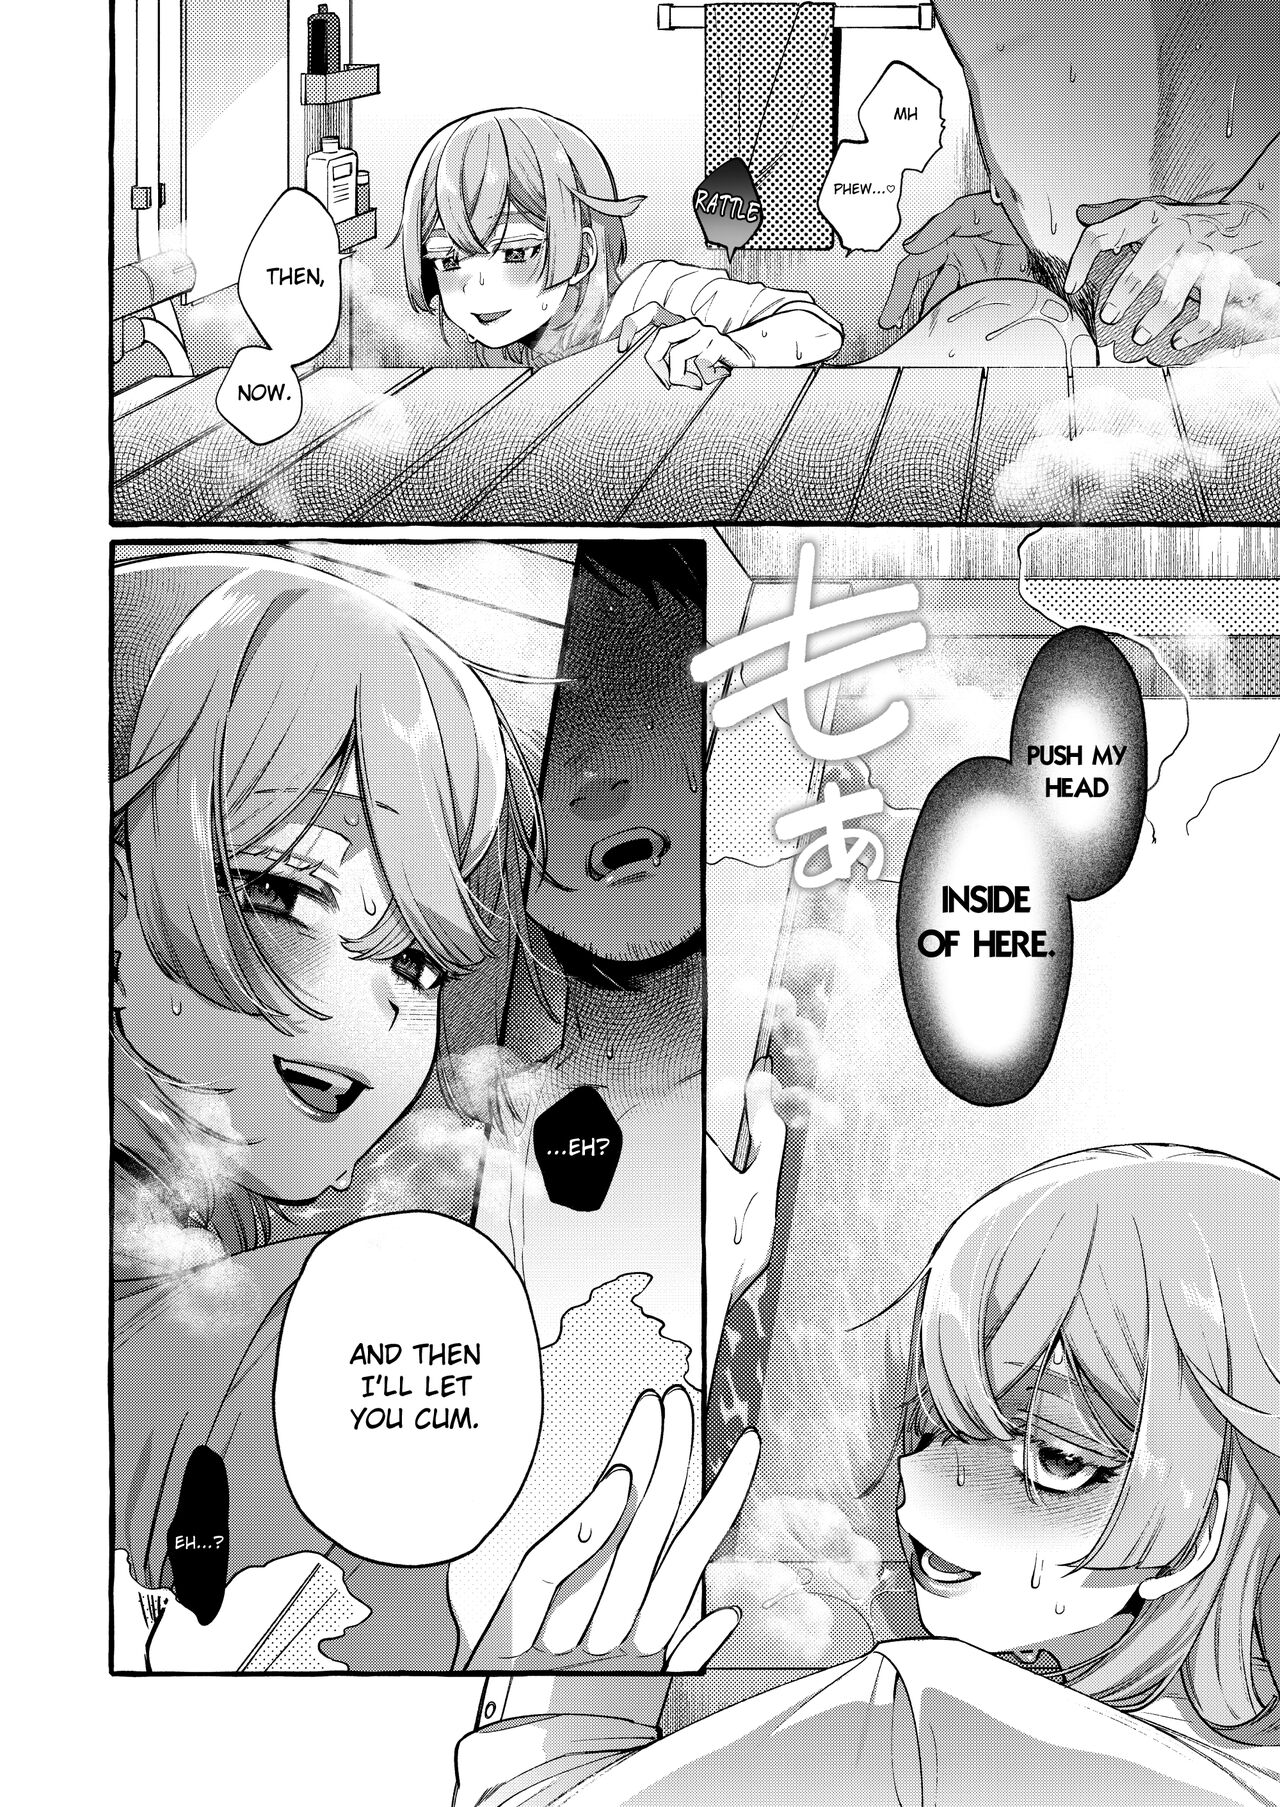 MH
PHEW...♡
RATTLE
THEN,
NOW.
もぁ
PUSH MY
HEAD
INSIDE
OF HERE.
...EH?
AND THEN
I'LL LET
YOU CUM.
EH...?